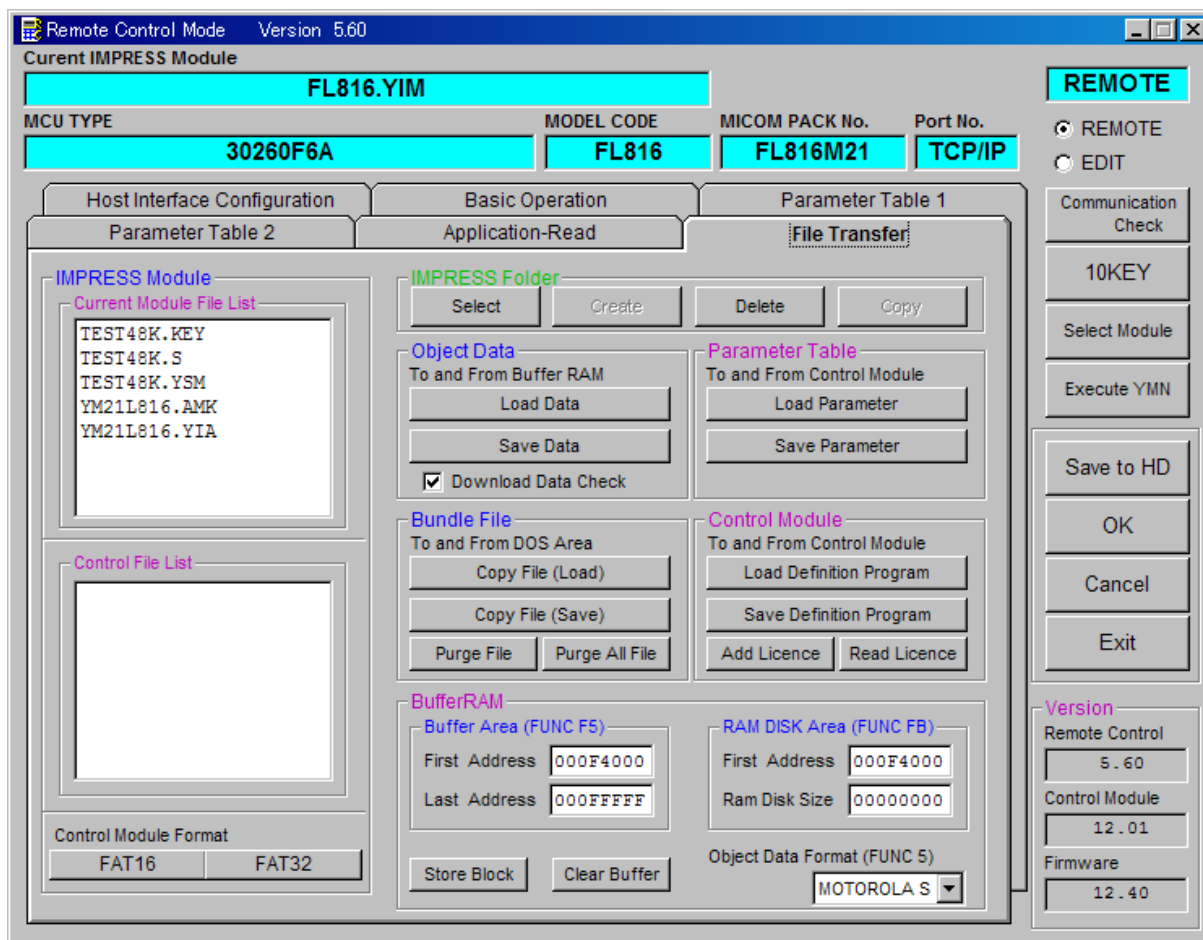 Remote Control Mode Version 5.60
Curent IMPRESS Module
FL816.YIM
REMOTE
MCU TYPE MODEL CODE MICOM PACK No. Port No.
30260F6A FL816 FL816M21 TCP/IP
REMOTE
EDIT
Host Interface Configuration Basic Operation Parameter Table 1
Parameter Table 2 Application-Read File Transfer
Communication
Check
10KEY
Select Module
Execute YMN
IMPRESS Module
Current Module File List
TEST48K.KEY
TEST48K.S
TEST48K.YSM
YM21L816.AMK
YM21L816.YIA
Control File List
Control Module Format
FAT16 FAT32
IMPRESS Folder
Select Create Delete Copy
Object Data
To and From Buffer RAM
Load Data
Save Data
Download Data Check
Parameter Table
To and From Control Module
Load Parameter
Save Parameter
Bundle File
To and From DOS Area
Copy File (Load)
Copy File (Save)
Purge File Purge All File
Control Module
To and From Control Module
Load Definition Program
Save Definition Program
Add Licence Read Licence
BufferRAM
Buffer Area (FUNC F5)
First Address 000F4000
Last Address 000FFFFF
RAM DISK Area (FUNC FB)
First Address 000F4000
Ram Disk Size 00000000
Store Block Clear Buffer
Object Data Format (FUNC 5)
MOTOROLA S
Save to HD
OK
Cancel
Exit
Version
Remote Control
5.60
Control Module
12.01
Firmware
12.40